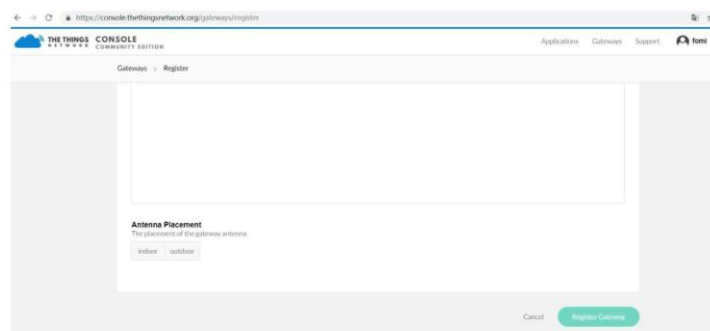 https://console.thethingsnetwork.org/gateways/register
THE THINGS NETWORK CONSOLE COMMUNITY EDITION Applications Gateways Support fomi
Gateways > Register
Antenna Placement
The placement of the gateway antenna
indoor outdoor
Cancel Register Gateway